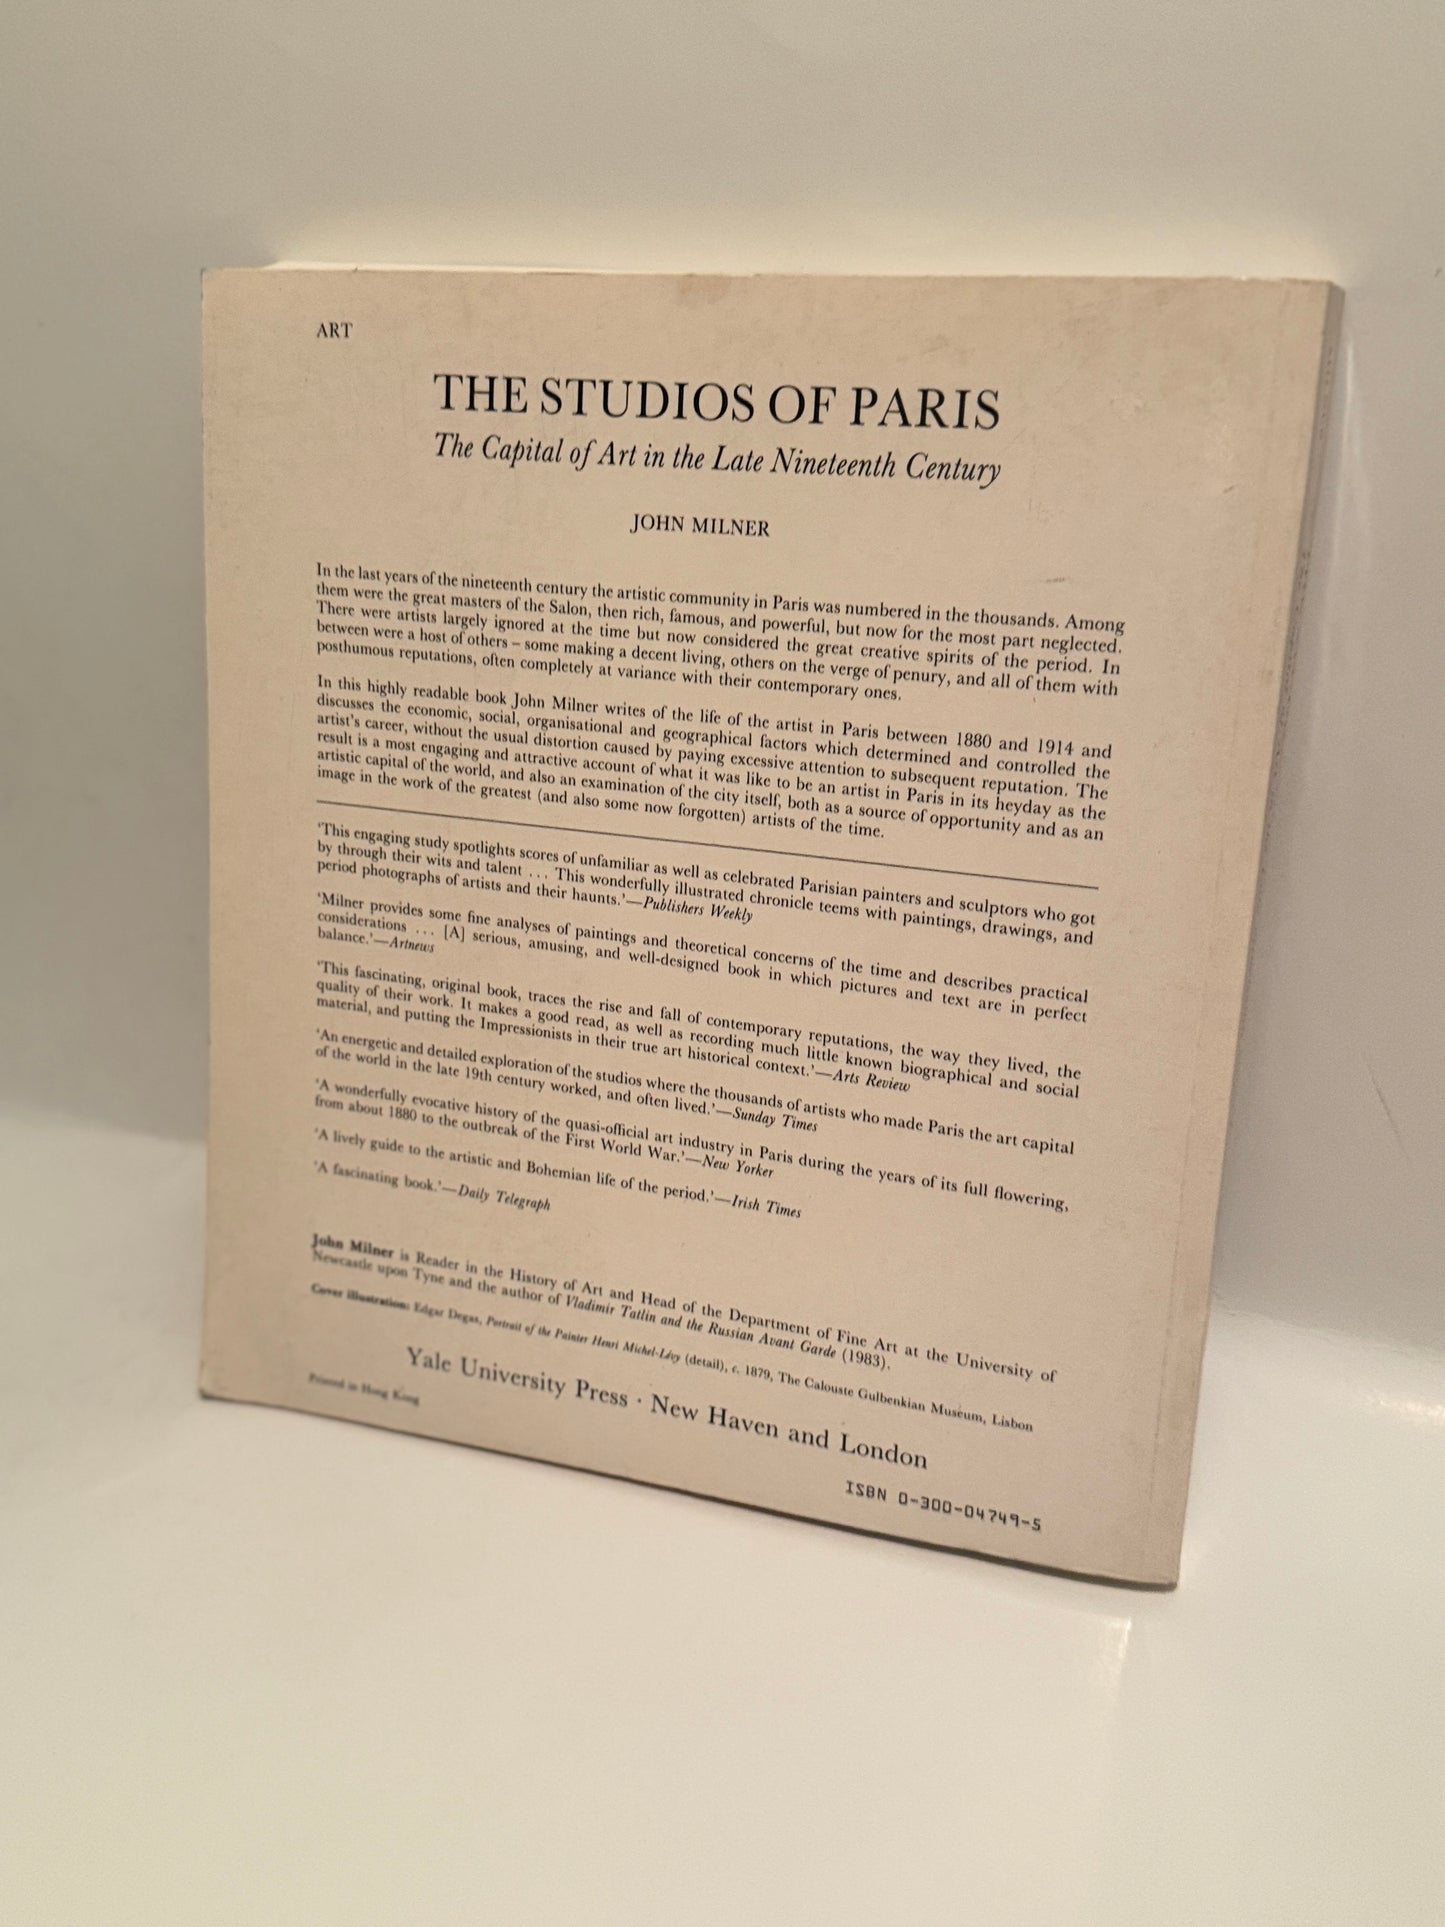 ART
THE STUDIOS OF PARIS
The Capital of Art in the Late Nineteenth Century
JOHN MILNER
In the last years of the nineteenth century the artistic community in Paris was numbered in the thousands. Among
them were the great masters of the Salon, then rich, famous, and powerful, but now for the most part neglected.
There were artists largely ignored at the time but now considered the great creative spirits of the period. In
between were a host of others – some making a decent living, others on the verge of penury, and all of them with
posthumous reputations, often completely at variance with their contemporary ones.
In this highly readable book John Milner writes of the life of the artist in Paris between 1880 and 1914 and
discusses the economic, social, organisational and geographical factors which determined and controlled the
artist's career, without the usual distortion caused by paying excessive attention to subsequent reputation. The
result is a most engaging and attractive account of what it was like to be an artist in Paris in its heyday as the
artistic capital of the world, and also an examination of the city itself, both as a source of opportunity and as an
image in the work of the greatest (and also some now forgotten) artists of the time.
'This engaging study spotlights scores of unfamiliar as well as celebrated Parisian painters and sculptors who got
by through their wits and talent . . . This wonderfully illustrated chronicle teems with paintings, drawings, and
period photographs of artists and their haunts.'—Publishers Weekly
'Milner provides some fine analyses of paintings and theoretical concerns of the time and describes practical
considerations . . . [A] serious, amusing, and well-designed book in which pictures and text are in perfect
balance.'—Artnews
'This fascinating, original book, traces the rise and fall of contemporary reputations, the way they lived, the
quality of their work. It makes a good read, as well as recording much little known biographical and social
material, and putting the Impressionists in their true art historical context.'—Arts Review
'An energetic and detailed exploration of the studios where the thousands of artists who made Paris the art capital
of the world in the late 19th century worked, and often lived.'—Sunday Times
'A wonderfully evocative history of the quasi-official art industry in Paris during the years of its full flowering,
from about 1880 to the outbreak of the First World War.'—New Yorker
'A lively guide to the artistic and Bohemian life of the period.'—Irish Times
'A fascinating book.'—Daily Telegraph
John Milner is Reader in the History of Art and Head of the Department of Fine Art at the University of
Newcastle upon Tyne and the author of Vladimir Tatlin and the Russian Avant Garde (1983).
Cover illustration: Edgar Degas, Portrait of the Painter Henri Michel-Lévy (detail), c. 1879, The Calouste Gulbenkian Museum, Lisbon
Yale University Press · New Haven and London
Printed in Hong Kong
ISBN 0-300-04749-5